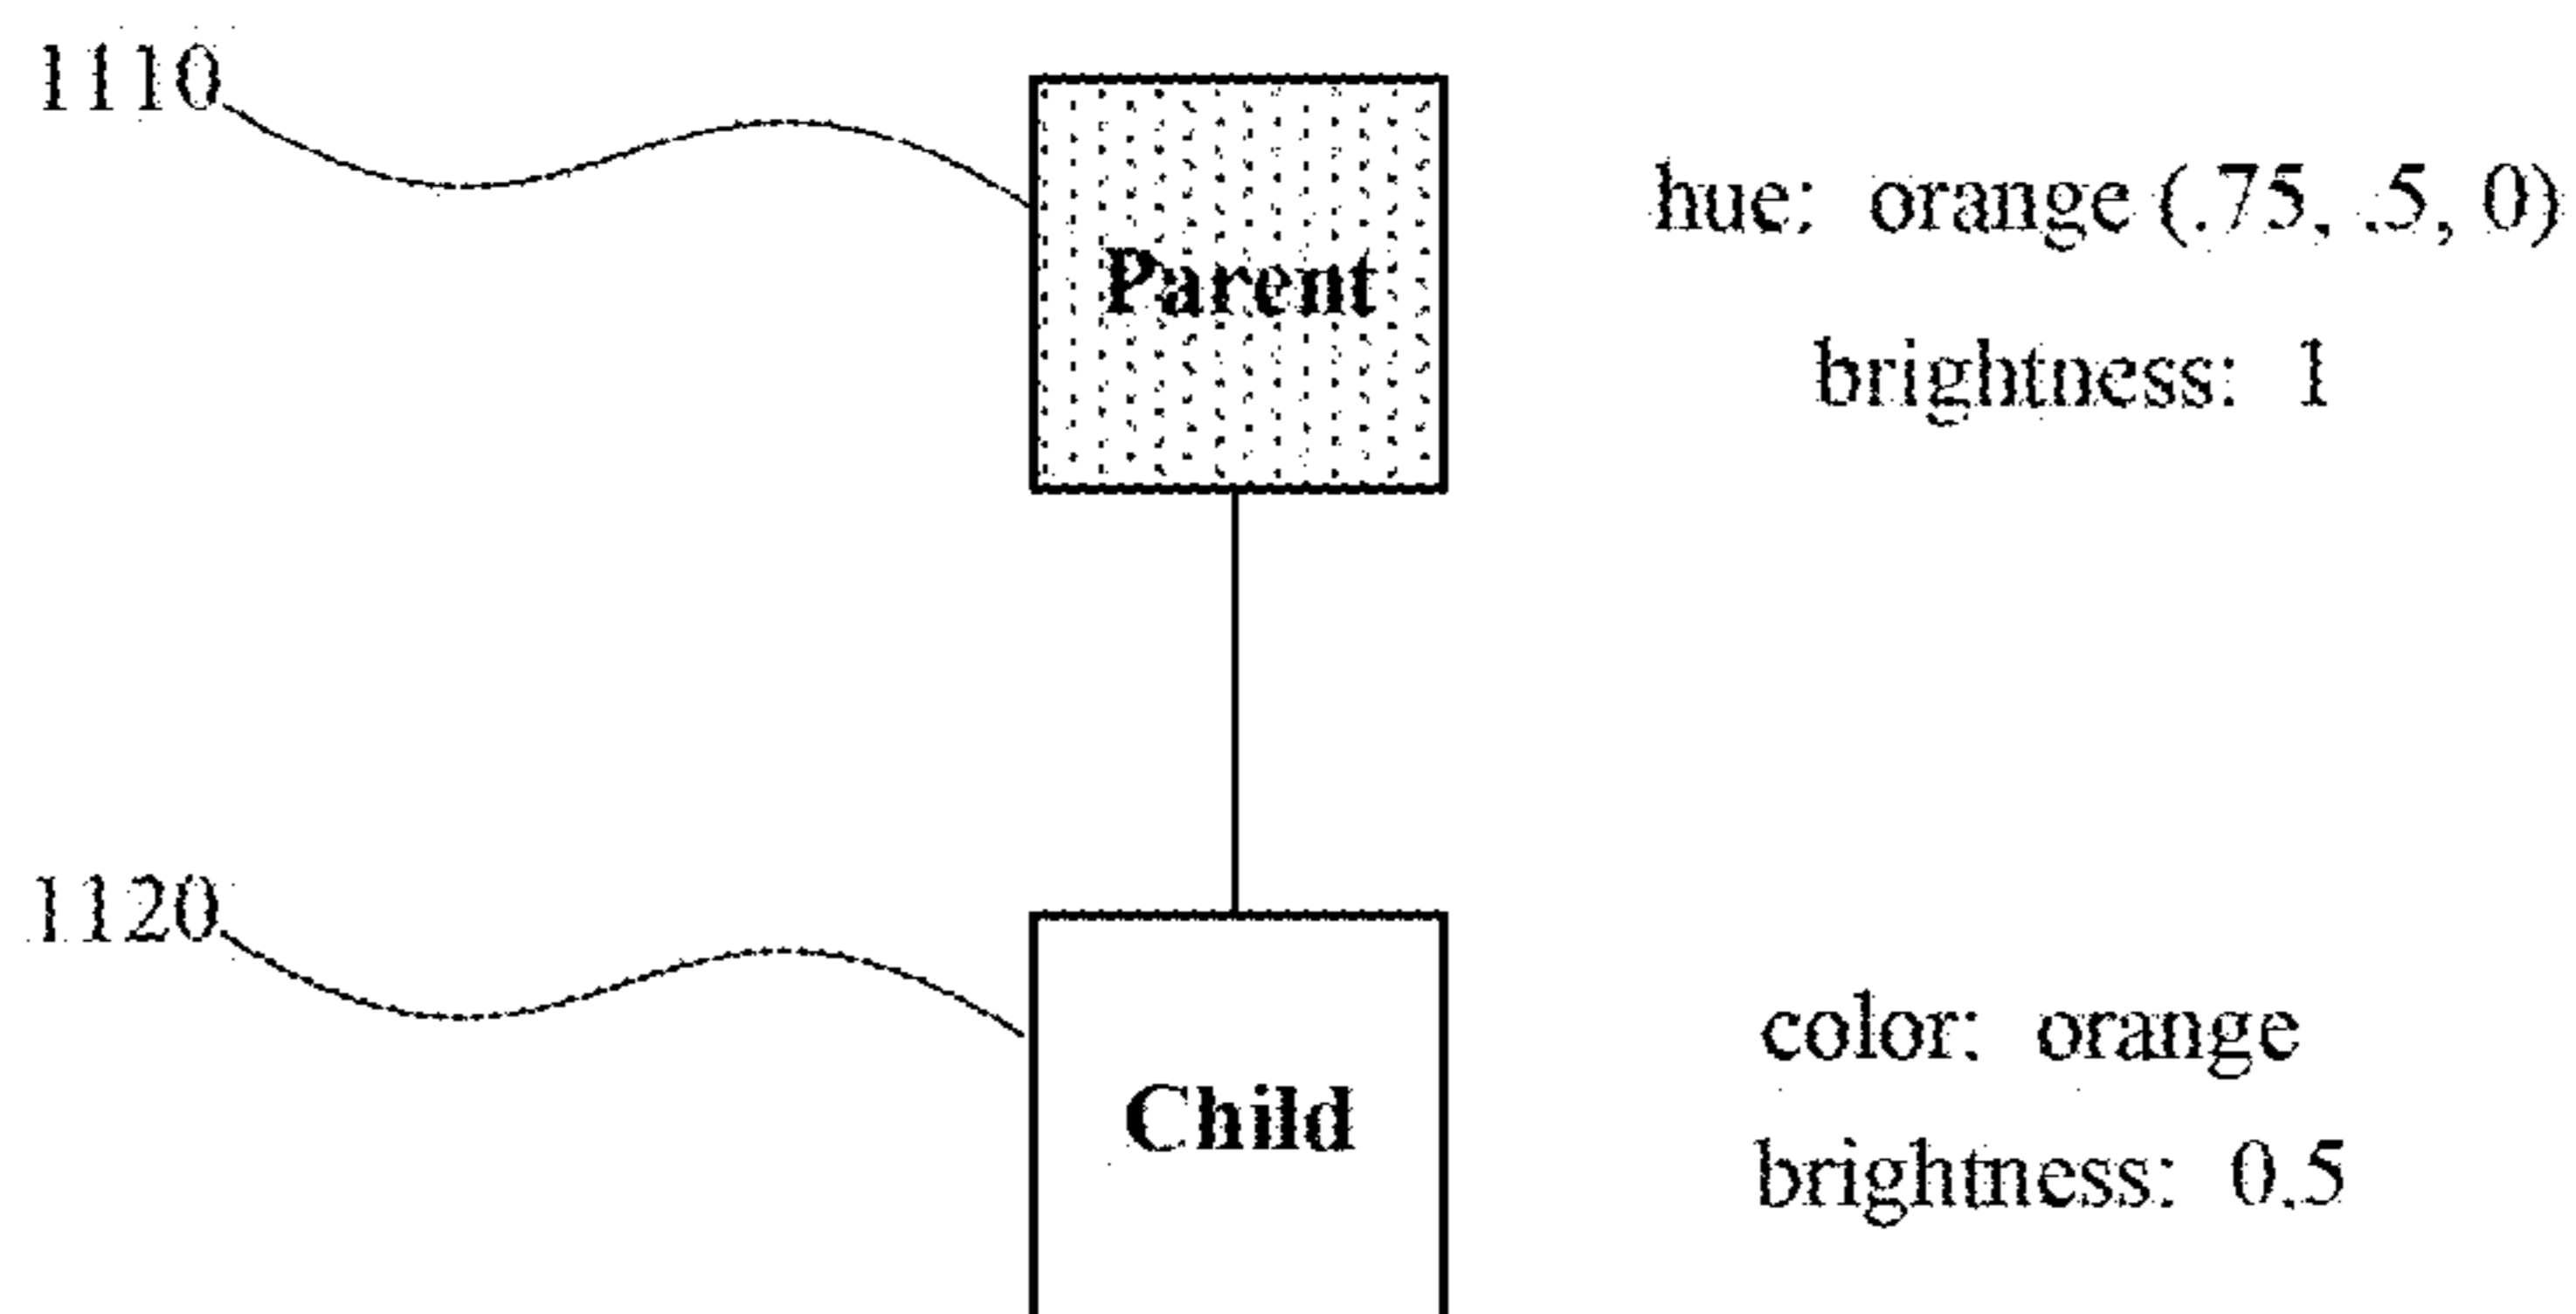 1110
Parent
hue: orange (.75, .5, 0)
brightness: 1
1120
Child
color: orange
brightness: 0.5